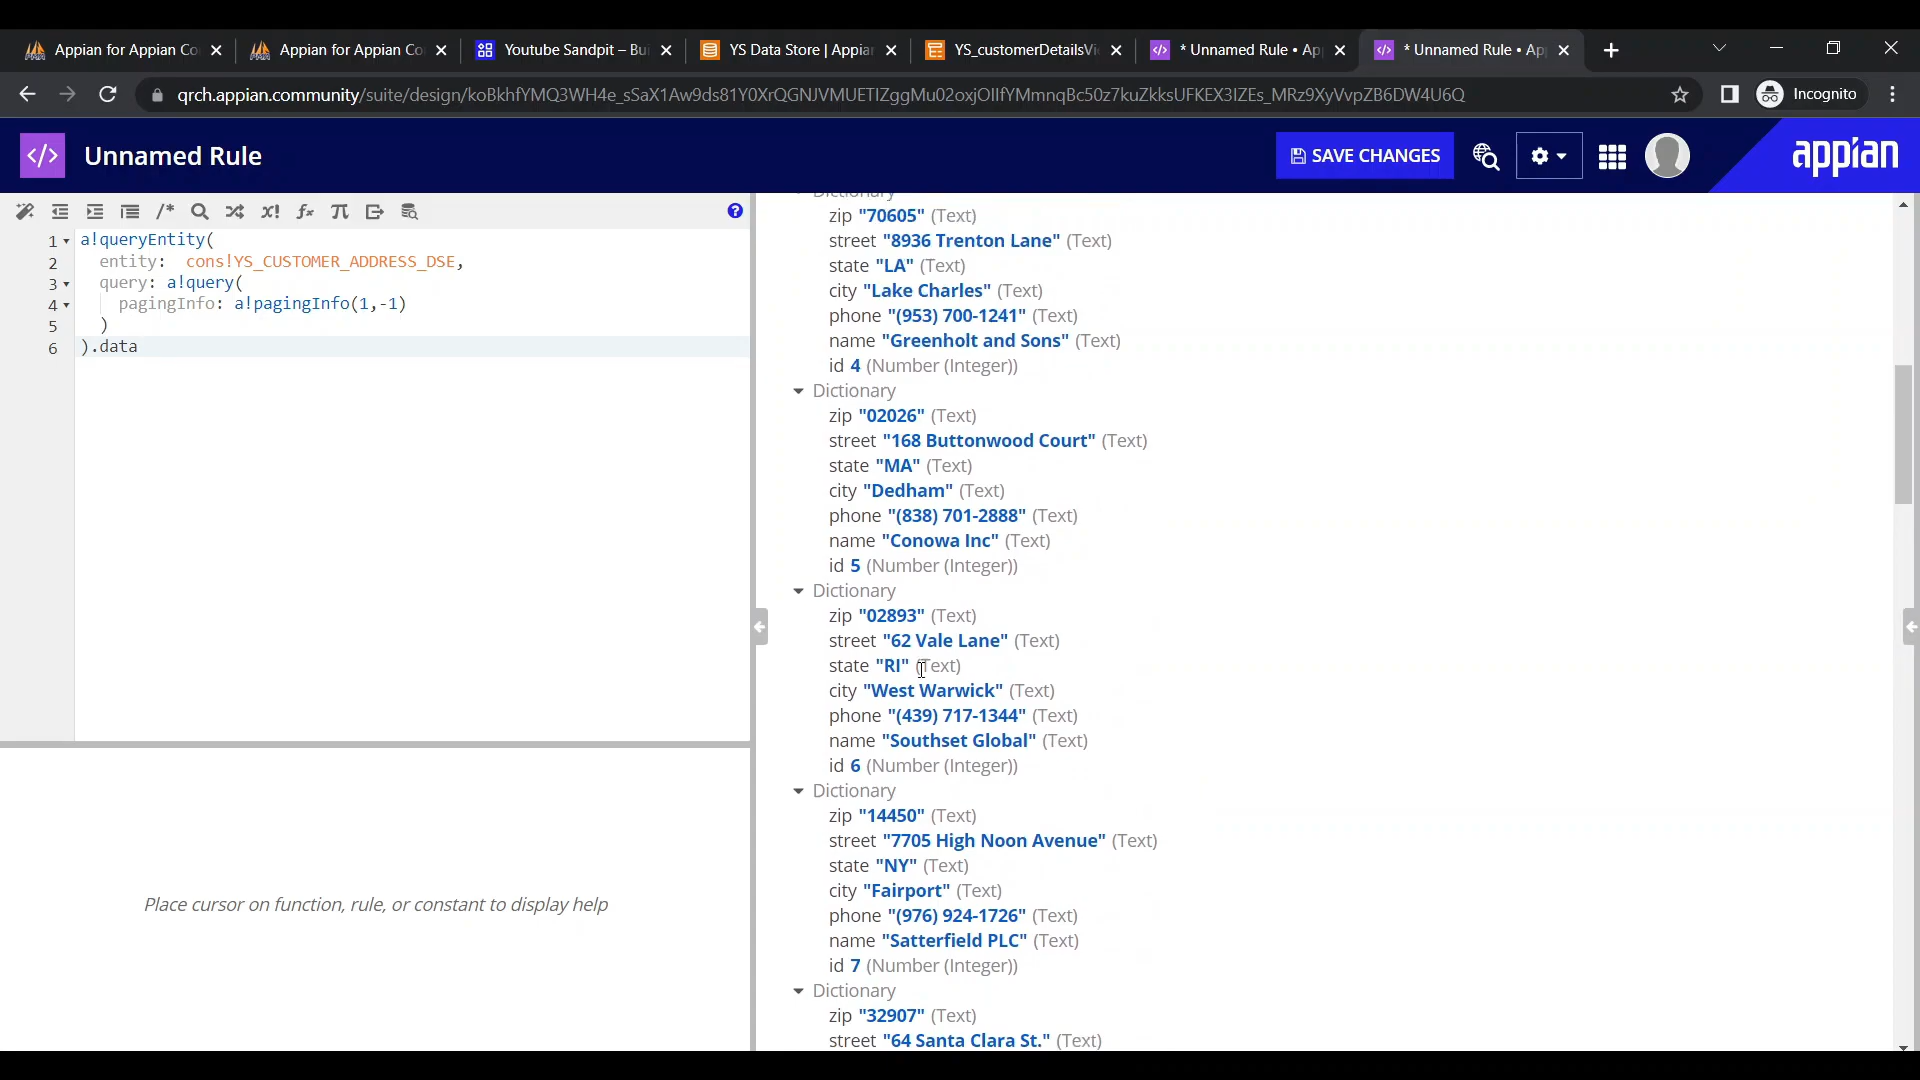 Appian for Appian Co
Appian for Appian Co
Youtube Sandpit – Bui
YS Data Store | Appian
YS_customerDetailsVi
* Unnamed Rule • Ap
* Unnamed Rule • Ap
qrch.appian.community/suite/design/koBkhfYMQ3WH4e_sSaX1Aw9ds81Y0XrQGNJVMUETIZggMu02oxjOIIfYMmnqBc50z7kuZkksUFKEX3IZEs_MRz9XyVvpZB6DW4U6Q
Incognito
Unnamed Rule
SAVE CHANGES
appian
1 a!queryEntity(
2 entity: cons!YS_CUSTOMER_ADDRESS_DSE,
3 query: a!query(
4 pagingInfo: a!pagingInfo(1,-1)
5 )
6 ).data
Place cursor on function, rule, or constant to display help
Dictionary
zip "70605" (Text)
street "8936 Trenton Lane" (Text)
state "LA" (Text)
city "Lake Charles" (Text)
phone "(953) 700-1241" (Text)
name "Greenholt and Sons" (Text)
id 4 (Number (Integer))
Dictionary
zip "02026" (Text)
street "168 Buttonwood Court" (Text)
state "MA" (Text)
city "Dedham" (Text)
phone "(838) 701-2888" (Text)
name "Conowa Inc" (Text)
id 5 (Number (Integer))
Dictionary
zip "02893" (Text)
street "62 Vale Lane" (Text)
state "RI" (Text)
city "West Warwick" (Text)
phone "(439) 717-1344" (Text)
name "Southset Global" (Text)
id 6 (Number (Integer))
Dictionary
zip "14450" (Text)
street "7705 High Noon Avenue" (Text)
state "NY" (Text)
city "Fairport" (Text)
phone "(976) 924-1726" (Text)
name "Satterfield PLC" (Text)
id 7 (Number (Integer))
Dictionary
zip "32907" (Text)
street "64 Santa Clara St." (Text)